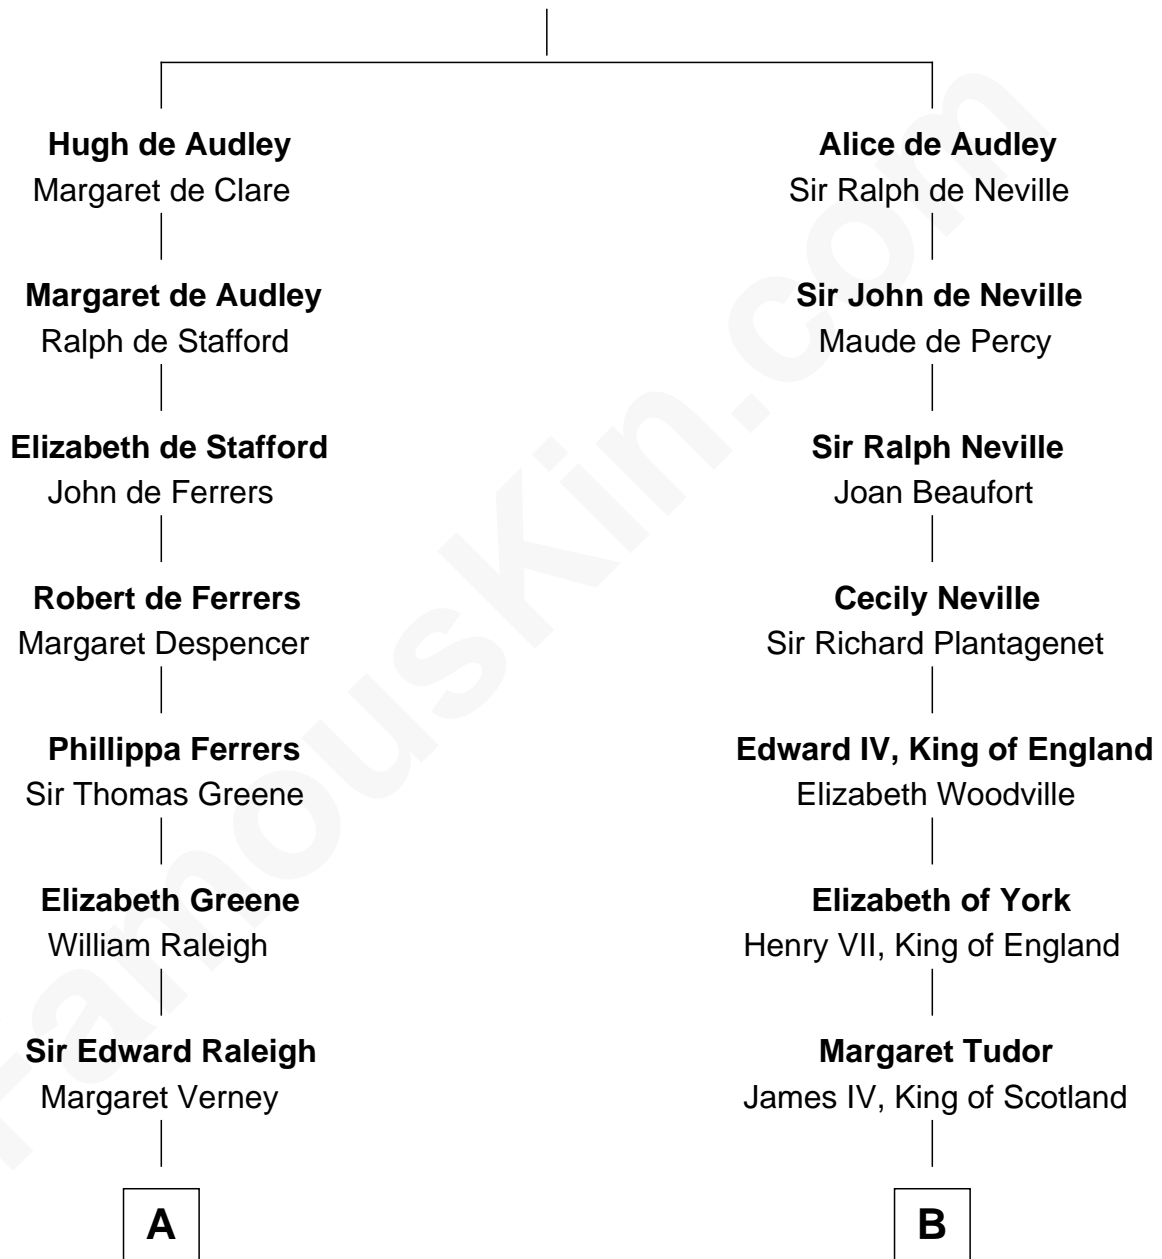 Hugh de Audley
Margaret de Clare
Alice de Audley
Sir Ralph de Neville
Margaret de Audley
Ralph de Stafford
Sir John de Neville
Maude de Percy
Elizabeth de Stafford
John de Ferrers
Sir Ralph Neville
Joan Beaufort
Robert de Ferrers
Margaret Despencer
Cecily Neville
Sir Richard Plantagenet
Phillippa Ferrers
Sir Thomas Greene
Edward IV, King of England
Elizabeth Woodville
Elizabeth Greene
William Raleigh
Elizabeth of York
Henry VII, King of England
Sir Edward Raleigh
Margaret Verney
Margaret Tudor
James IV, King of Scotland
A
B
FamousKin.com